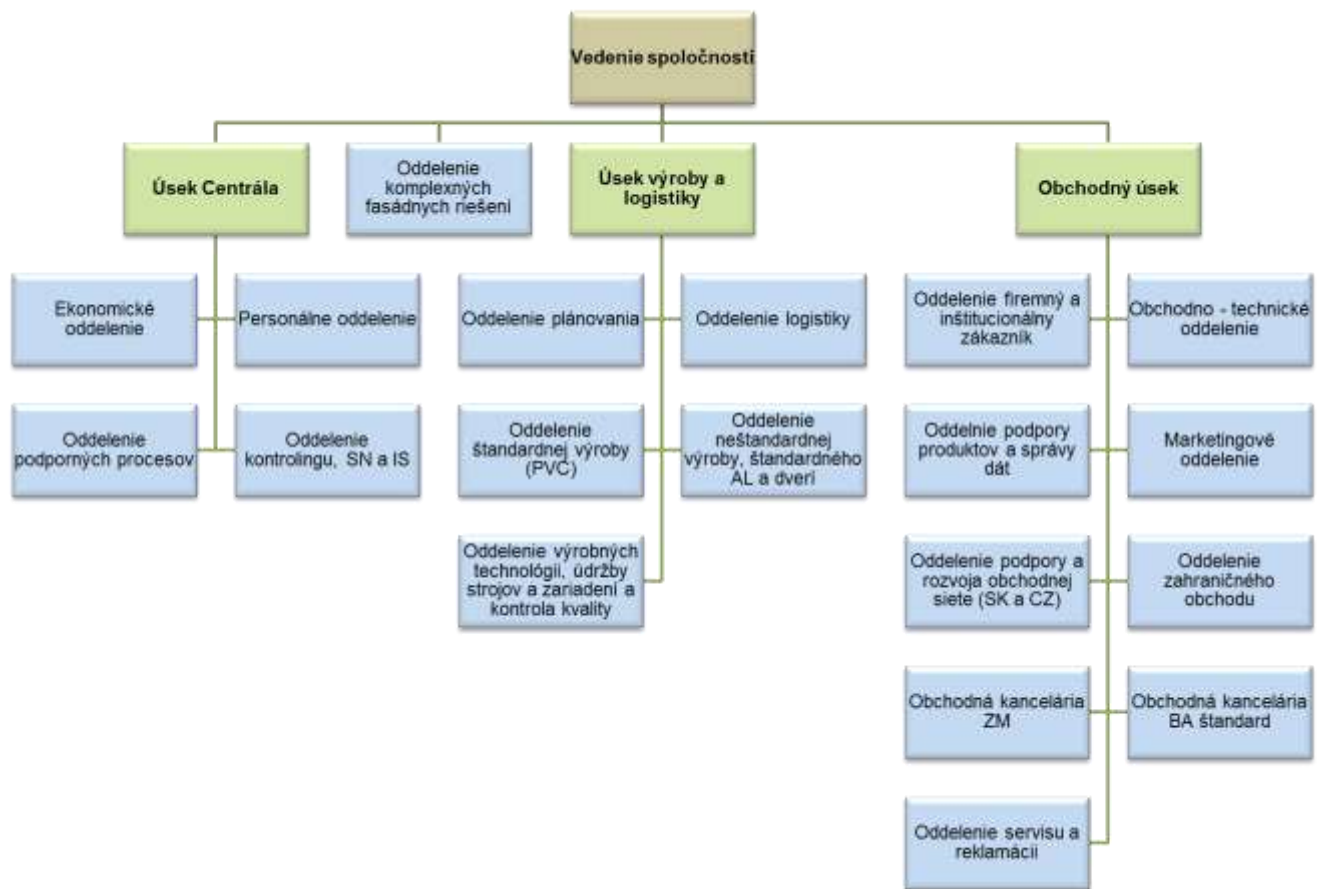 Vedenie spoločnosti
Úsek Centrála
Oddelenie
komplexných
fasádnych riešení
Úsek výroby a
logistiky
Obchodný úsek
Ekonomické
oddelenie
Personálne oddelenie
Oddelenie plánovania
Oddelenie logistiky
Oddelenie firemný a
inštitucionálny
zákazník
Obchodno - technické
oddelenie
Oddelenie
podporných procesov
Oddelenie
kontrolingu, SN a IS
Oddelenie
štandardnej výroby
(PVC)
Oddelenie
neštandardnej
výroby, štandardného
AL a dverí
Oddelnie podpory
produktov a správy
dát
Marketingové
oddelenie
Oddelenie výrobných
technológii, údržby
strojov a zariadení a
kontrola kvality
Oddelenie podpory a
rozvoja obchodnej
siete (SK a CZ)
Oddelenie
zahraničného
obchodu
Obchodná kancelária
ZM
Obchodná kancelária
BA štandard
Oddelenie servisu a
reklamácii